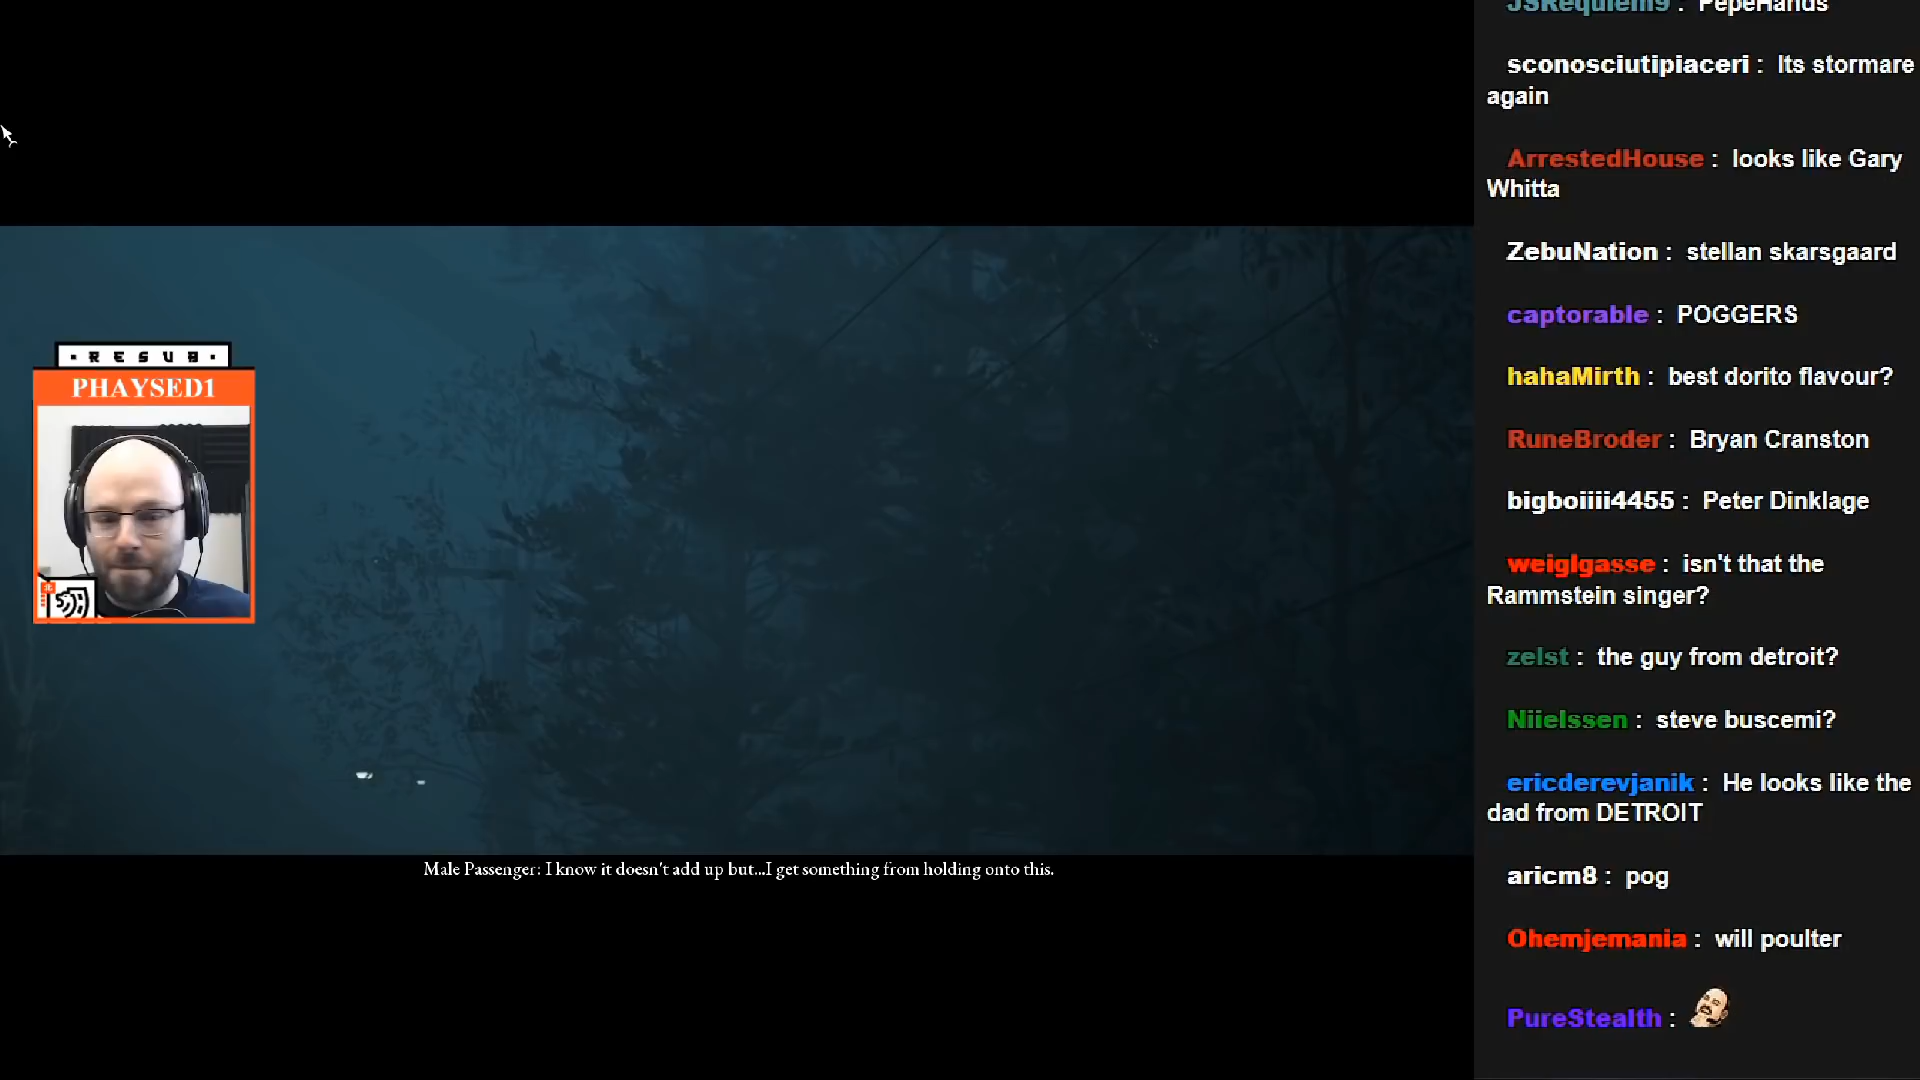 JSRequiem9 : PepeHands
sconosciutipiaceri : Its stormare
again
ArrestedHouse : looks like Gary
Whitta
ZebuNation : stellan skarsgaard
captorable : POGGERS
hahaMirth : best dorito flavour?
RuneBroder : Bryan Cranston
bigboiiii4455 : Peter Dinklage
weiglgasse : isn't that the
Rammstein singer?
zelst : the guy from detroit?
Niielssen : steve buscemi?
ericderevjanik : He looks like the
dad from DETROIT
aricm8 : pog
Ohemjemania : will poulter
PureStealth :
· R E S U B ·
PHAYSED1
Male Passenger: I know it doesn't add up but...I get something from holding onto this.